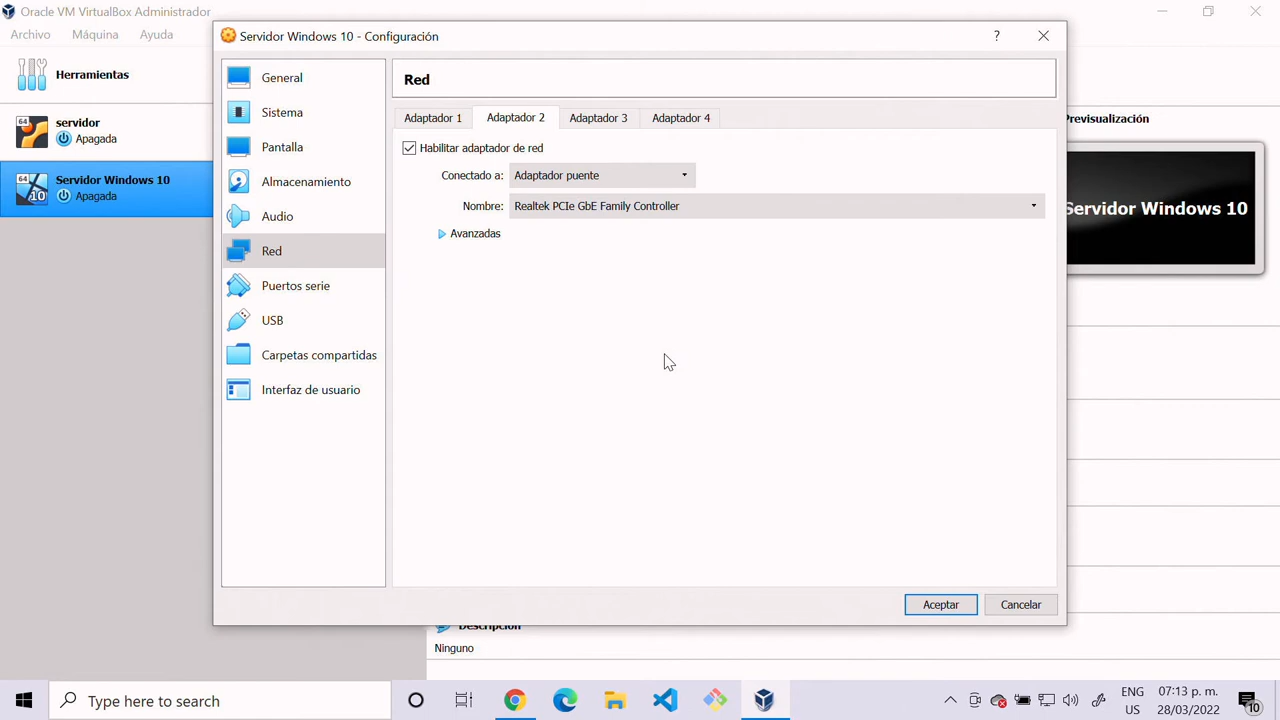 Oracle VM VirtualBox Administrador
Archivo Máquina Ayuda
Herramientas
64
servidor
Apagada
64
10
Servidor Windows 10
Apagada
Servidor Windows 10 - Configuración
?
General
Sistema
Pantalla
Almacenamiento
Audio
Red
Puertos serie
USB
Carpetas compartidas
Interfaz de usuario
Red
Adaptador 1 Adaptador 2 Adaptador 3 Adaptador 4
Habilitar adaptador de red
Conectado a: Adaptador puente
Nombre: Realtek PCIe GbE Family Controller
Avanzadas
Aceptar Cancelar
Previsualización
Servidor Windows 10
Descripción
Ninguno
Type here to search
ENG
US
07:13 p. m.
28/03/2022
10